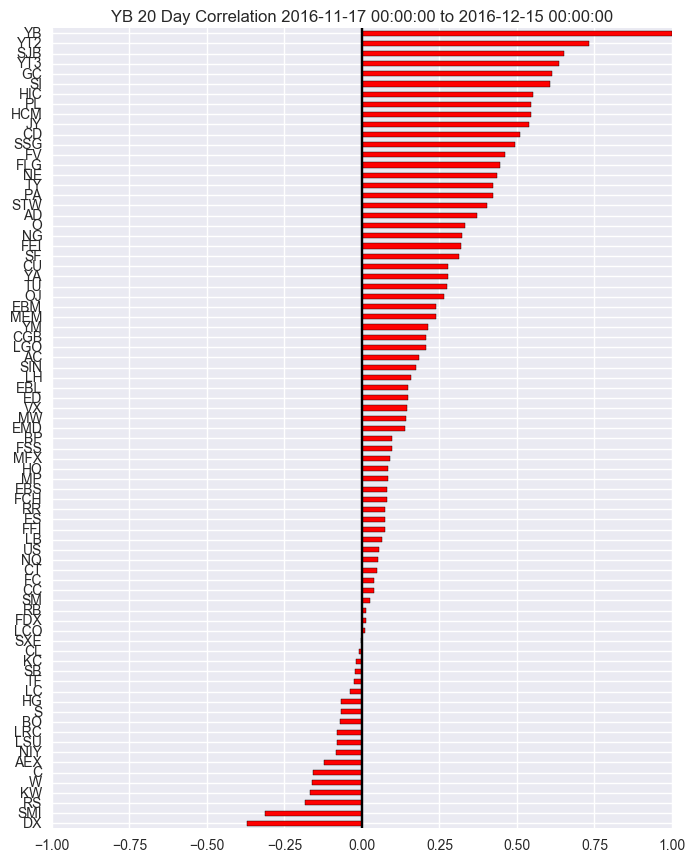 YB 20 Day Correlation 2016-11-17 00:00:00 to 2016-12-15 00:00:00
YB
YT2
SJB
YT3
GC
SI
HIC
PL
HCM
JY
CD
SSG
FV
FLG
NE
TY
PA
STW
AD
O
NG
FEI
SF
CU
YA
TU
OJ
EBM
MEM
YM
CGB
LGO
AC
SIN
LH
EBL
ED
VX
MW
EMD
BP
FSS
MFX
HO
MP
EBS
FCH
RR
ES
FFI
LB
US
NQ
CT
FC
CC
SM
RB
FDX
LCO
SXE
CL
KC
SB
TF
LC
HG
S
BO
LRC
LSU
NIY
AEX
C
W
KW
RS
SMI
DX
−1.00 −0.75 −0.50 −0.25 0.00 0.25 0.50 0.75 1.00